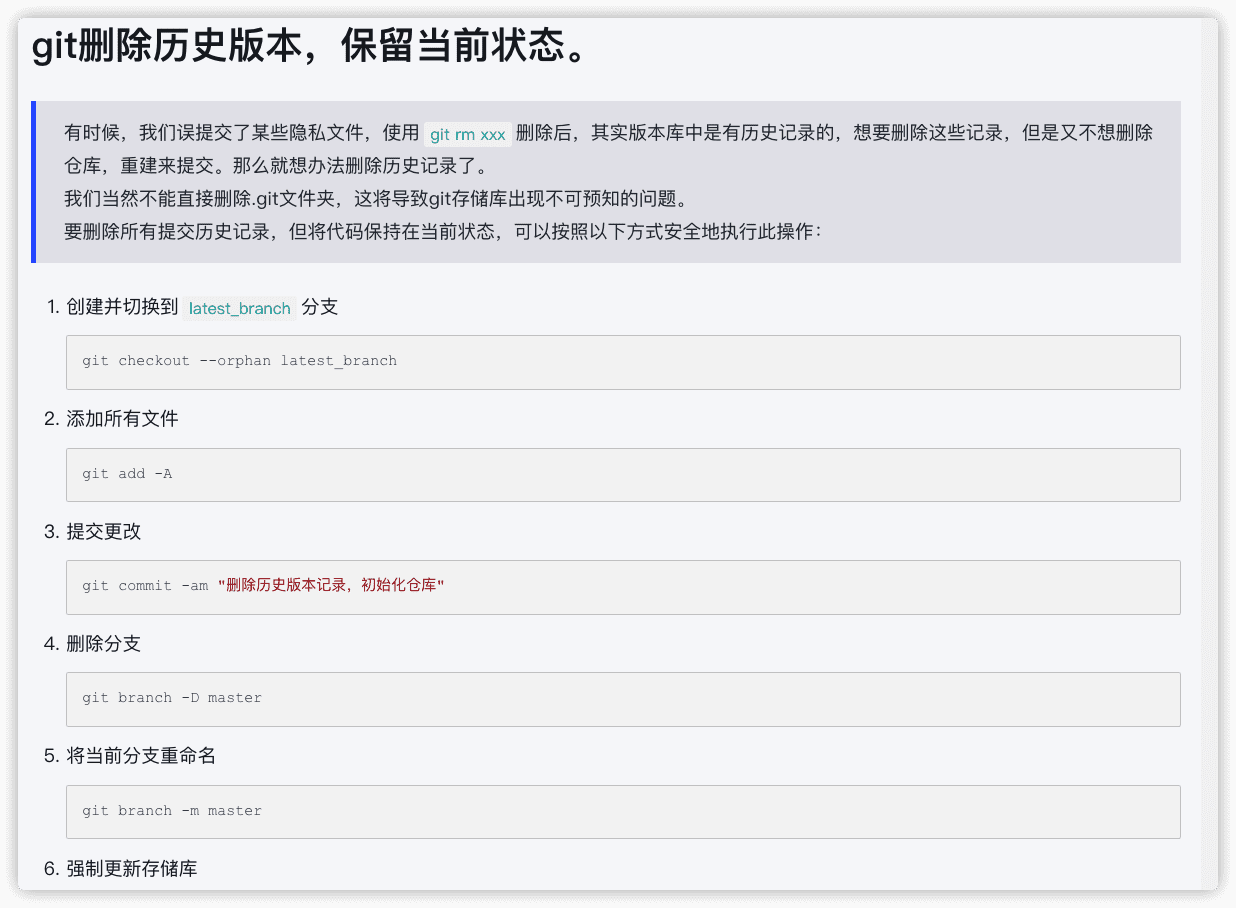 git删除历史版本，保留当前状态。
有时候，我们误提交了某些隐私文件，使用 git rm xxx 删除后，其实版本库中是有历史记录的，想要删除这些记录，但是又不想删除
仓库，重建来提交。那么就想办法删除历史记录了。
我们当然不能直接删除.git文件夹，这将导致git存储库出现不可预知的问题。
要删除所有提交历史记录，但将代码保持在当前状态，可以按照以下方式安全地执行此操作：
1. 创建并切换到 latest_branch 分支
git checkout --orphan latest_branch
2. 添加所有文件
git add -A
3. 提交更改
git commit -am "删除历史版本记录，初始化仓库"
4. 删除分支
git branch -D master
5. 将当前分支重命名
git branch -m master
6. 强制更新存储库